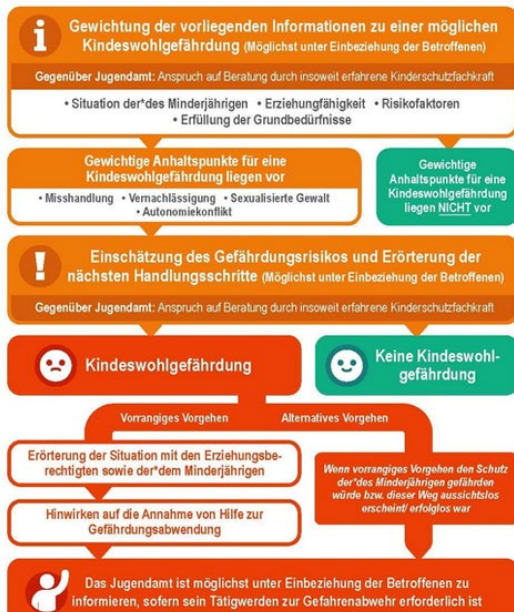 Gewichtung der vorliegenden Informationen zu einer möglichen
Kindeswohlgefährdung (Möglichst unter Einbeziehung der Betroffenen)
Gegenüber Jugendamt: Anspruch auf Beratung durch insoweit erfahrene Kinderschutzfachkraft
• Situation der*des Minderjährigen • Erziehungfähigkeit • Risikofaktoren
• Erfüllung der Grundbedürfnisse
Gewichtige Anhaltspunkte für eine
Kindeswohlgefährdung liegen vor
• Misshandlung • Vernachlässigung • Sexualisierte Gewalt
• Autonomiekonflikt
Gewichtige
Anhaltspunkte für eine
Kindeswohlgefährdung
liegen NICHT vor
Einschätzung des Gefährdungsrisikos und Erörterung der
nächsten Handlungsschritte (Möglichst unter Einbeziehung der Betroffenen)
Gegenüber Jugendamt: Anspruch auf Beratung durch insoweit erfahrene Kinderschutzfachkraft
Kindeswohlgefährdung
Keine Kindeswohl-
gefährdung
Vorrangiges Vorgehen
Alternatives Vorgehen
Erörterung der Situation mit den Erziehungsbe-
rechtigten sowie der*dem Minderjährigen
Hinwirken auf die Annahme von Hilfe zur
Gefährdungsabwendung
Wenn vorrangiges Vorgehen den Schutz
der*des Minderjährigen gefährden
würde bzw. dieser Weg aussichtslos
erscheint/ erfolglos war
Das Jugendamt ist möglichst unter Einbeziehung der Betroffenen zu
informieren, sofern sein Tätigwerden zur Gefahrenabwehr erforderlich ist